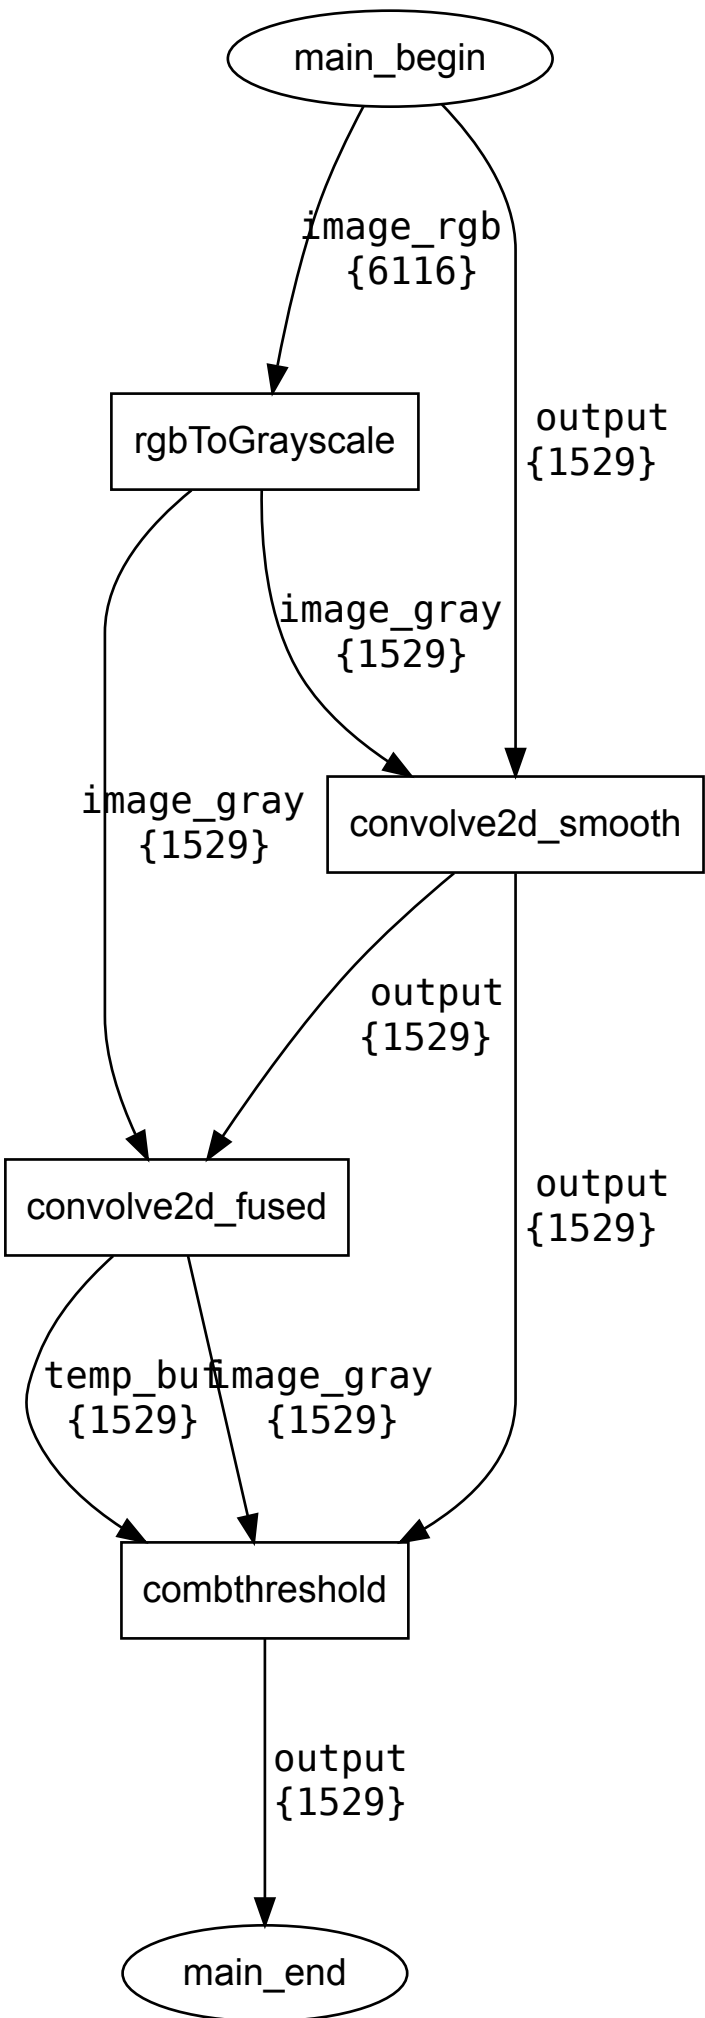 main_begin
image_rgb
{6116}
output
{1529}
rgbToGrayscale
image_gray
{1529}
image_gray
{1529}
convolve2d_smooth
output
{1529}
output
{1529}
convolve2d_fused
temp_buf
{1529}
image_gray
{1529}
combthreshold
output
{1529}
main_end